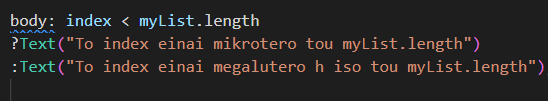 body: index < myList.length
?Text("To index einai mikrotero tou myList.length")
:Text("To index einai megalutero h iso tou myList.length")